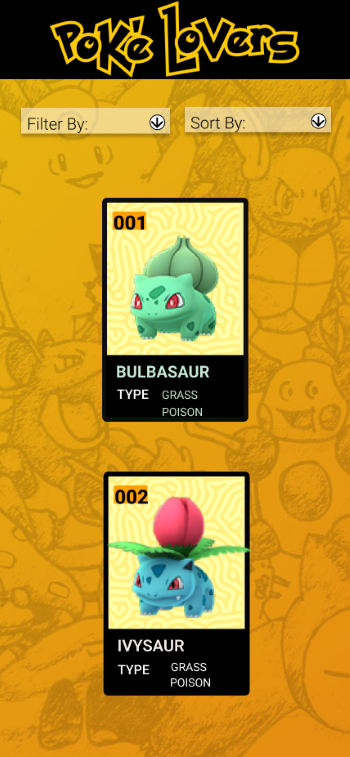 Poké Lovers
Filter By:
Sort By:
001
BULBASAUR
TYPE GRASS
POISON
002
IVYSAUR
TYPE GRASS
POISON